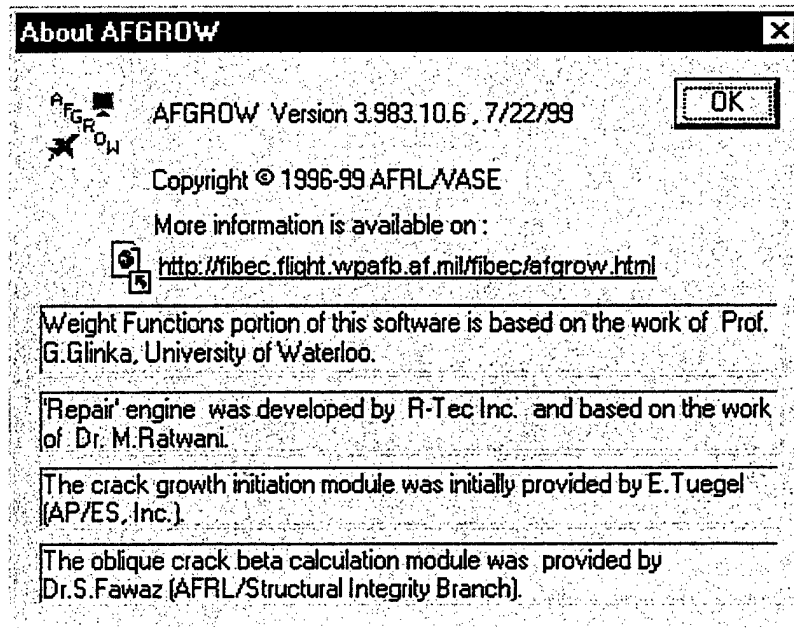 About AFGROW
AFGROW
AFGROW Version 3.983.10.6 , 7/22/99
OK
Copyright © 1996-99 AFRL/VASE
More information is available on :
http://fibec.flight.wpafb.af.mil/fibec/afgrow.html
Weight Functions portion of this software is based on the work of Prof.
G.Glinka, University of Waterloo.
'Repair' engine was developed by R-Tec Inc. and based on the work
of Dr. M.Ratwani.
The crack growth initiation module was initially provided by E.Tuegel
(AP/ES, Inc.).
The oblique crack beta calculation module was provided by
Dr.S.Fawaz (AFRL/Structural Integrity Branch).